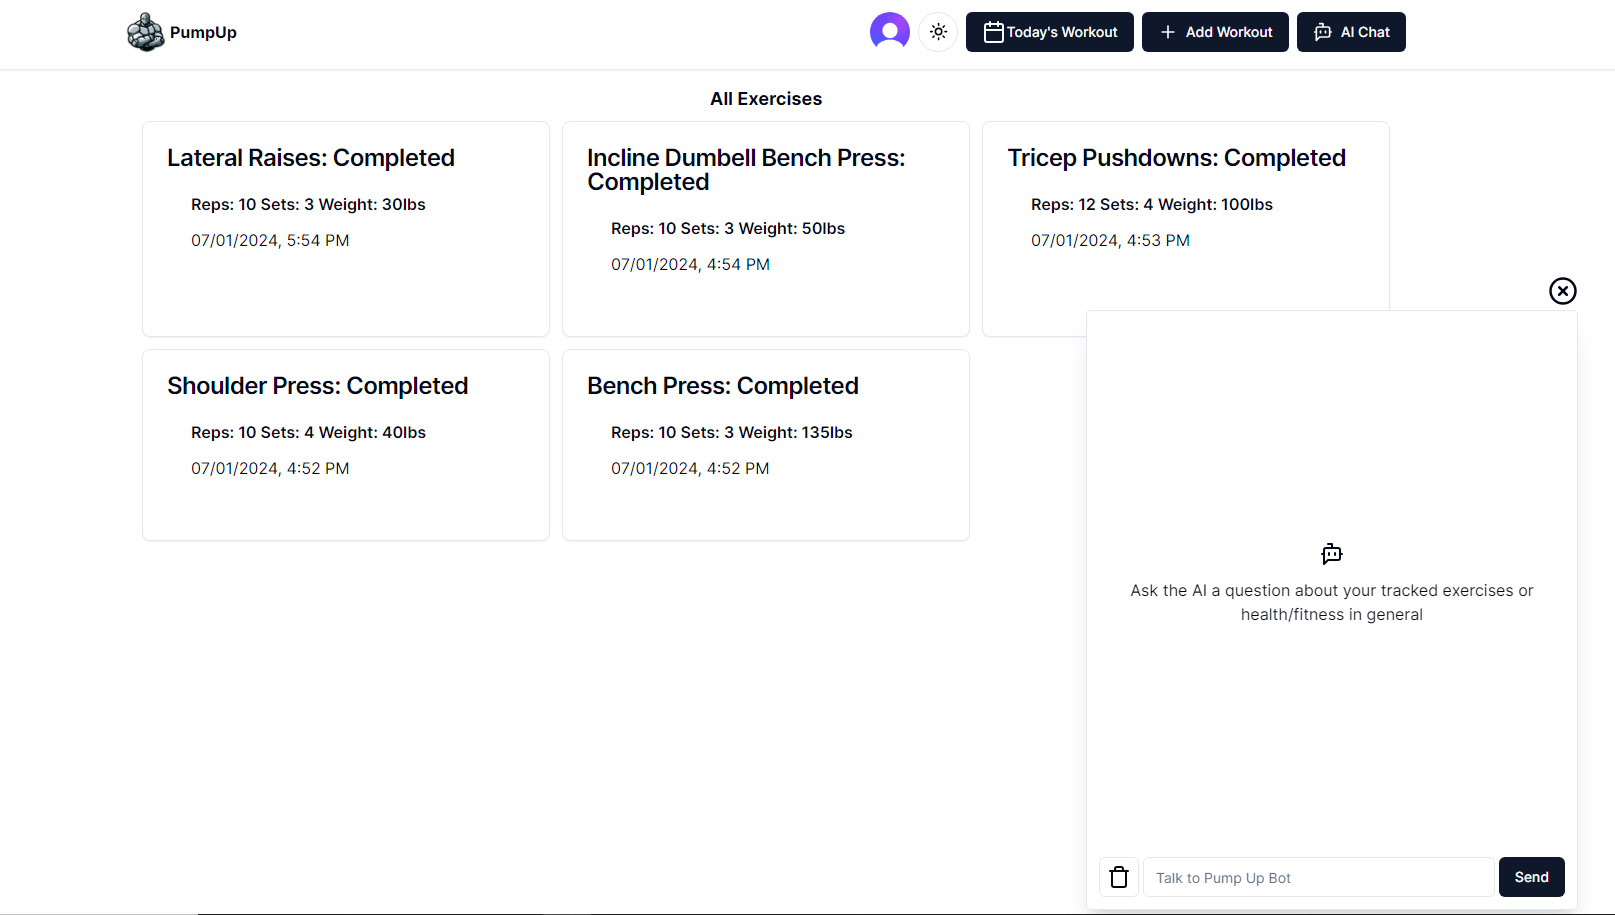 PumpUp
Today's Workout
Add Workout
AI Chat
All Exercises
Lateral Raises: Completed
Reps: 10 Sets: 3 Weight: 30lbs
07/01/2024, 5:54 PM
Incline Dumbell Bench Press:
Completed
Reps: 10 Sets: 3 Weight: 50lbs
07/01/2024, 4:54 PM
Tricep Pushdowns: Completed
Reps: 12 Sets: 4 Weight: 100lbs
07/01/2024, 4:53 PM
Shoulder Press: Completed
Reps: 10 Sets: 4 Weight: 40lbs
07/01/2024, 4:52 PM
Bench Press: Completed
Reps: 10 Sets: 3 Weight: 135lbs
07/01/2024, 4:52 PM
Ask the AI a question about your tracked exercises or
health/fitness in general
Talk to Pump Up Bot
Send